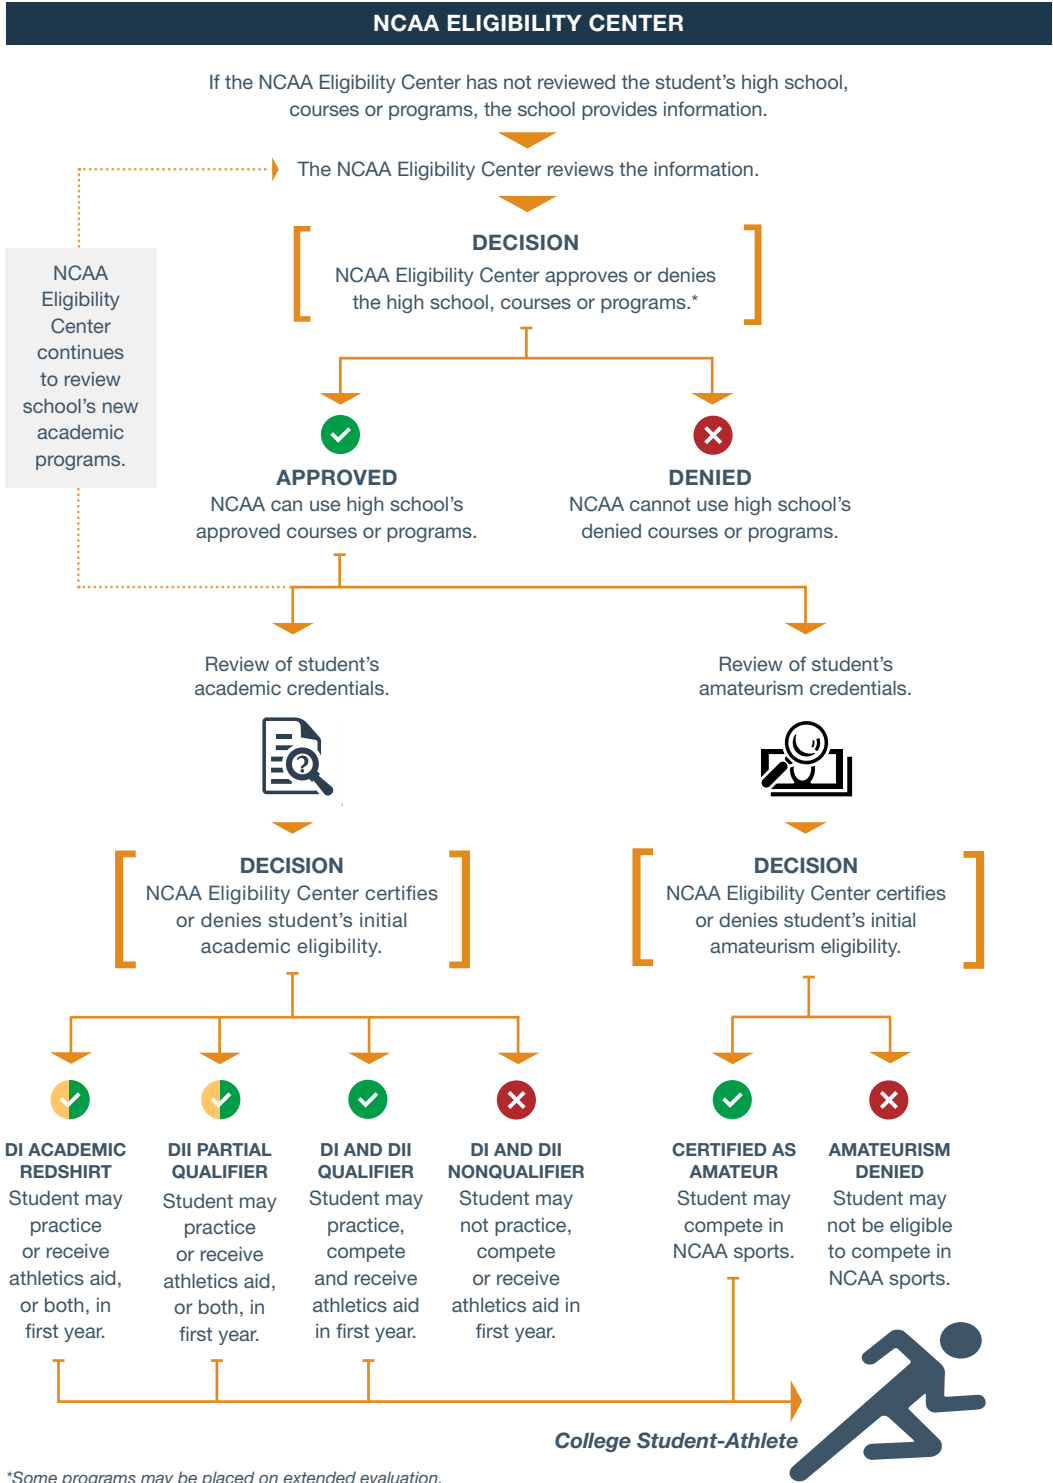 NCAA ELIGIBILITY CENTER
If the NCAA Eligibility Center has not reviewed the student's high school,
courses or programs, the school provides information.
The NCAA Eligibility Center reviews the information.
DECISION
NCAA Eligibility Center approves or denies
the high school, courses or programs.*
NCAA
Eligibility
Center
continues
to review
school's new
academic
programs.
APPROVED
NCAA can use high school's
approved courses or programs.
DENIED
NCAA cannot use high school's
denied courses or programs.
Review of student's
academic credentials.
Review of student's
amateurism credentials.
?
DECISION
NCAA Eligibility Center certifies
or denies student's initial
academic eligibility.
DECISION
NCAA Eligibility Center certifies
or denies student's initial
amateurism eligibility.
DI ACADEMIC
REDSHIRT
Student may
practice
or receive
athletics aid,
or both, in
first year.
DII PARTIAL
QUALIFIER
Student may
practice
or receive
athletics aid,
or both, in
first year.
DI AND DII
QUALIFIER
Student may
practice,
compete
and receive
athletics aid
in first year.
DI AND DII
NONQUALIFIER
Student may
not practice,
compete
or receive
athletics aid in
first year.
CERTIFIED AS
AMATEUR
Student may
compete in
NCAA sports.
AMATEURISM
DENIED
Student may
not be eligible
to compete in
NCAA sports.
College Student-Athlete
*Some programs may be placed on extended evaluation.